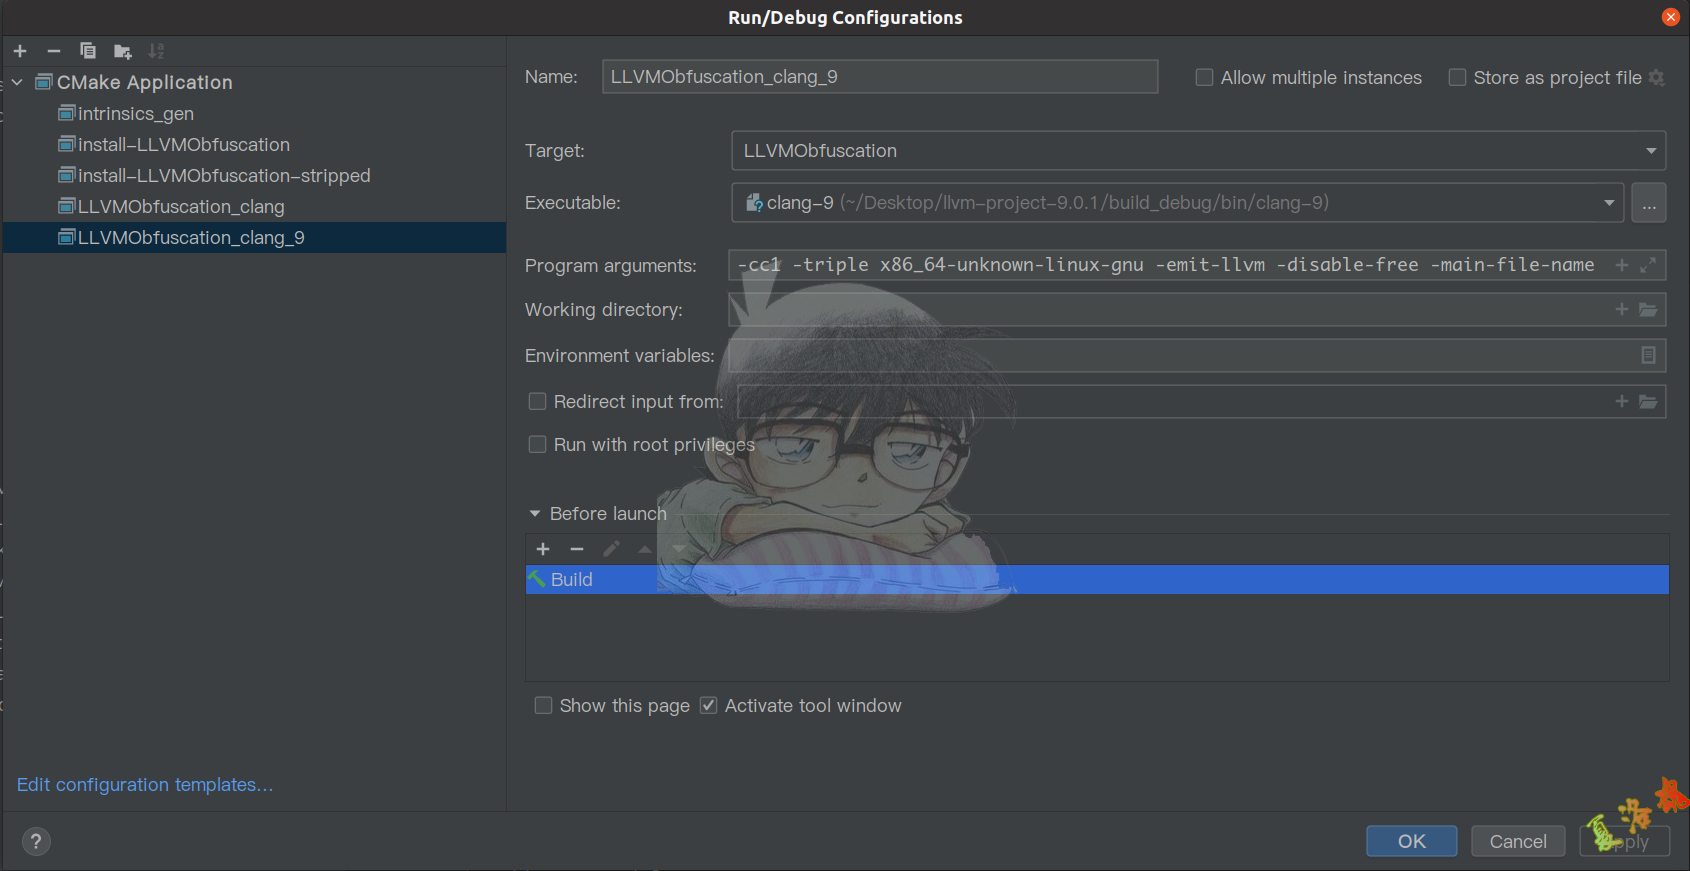 Run/Debug Configurations
CMake Application
intrinsics_gen
install-LLVMObfuscation
install-LLVMObfuscation-stripped
LLVMObfuscation_clang
LLVMObfuscation_clang_9
Edit configuration templates...
Name: LLVMObfuscation_clang_9 Allow multiple instances Store as project file
Target: LLVMObfuscation
Executable: clang-9 (~/Desktop/llvm-project-9.0.1/build_debug/bin/clang-9) ...
Program arguments: -cc1 -triple x86_64-unknown-linux-gnu -emit-llvm -disable-free -main-file-name
Working directory:
Environment variables:
Redirect input from:
Run with root privileges
Before launch
Build
Show this page Activate tool window
? OK Cancel